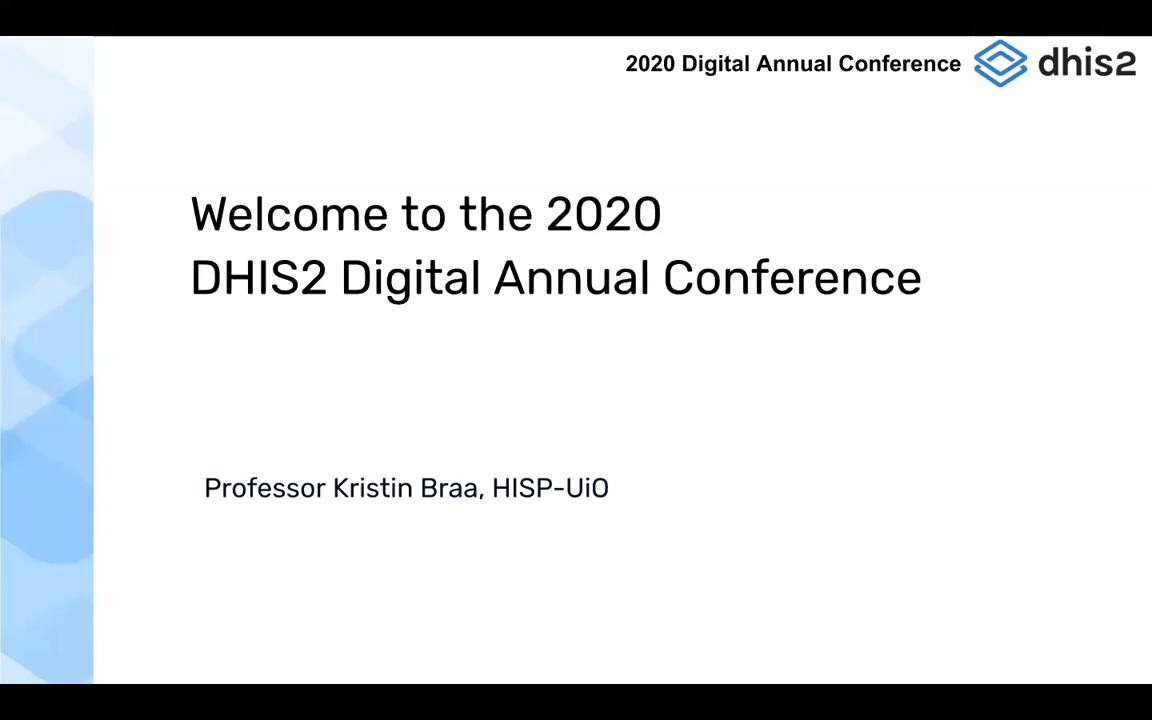 2020 Digital Annual Conference dhis2
Welcome to the 2020
DHIS2 Digital Annual Conference
Professor Kristin Braa, HISP-UiO